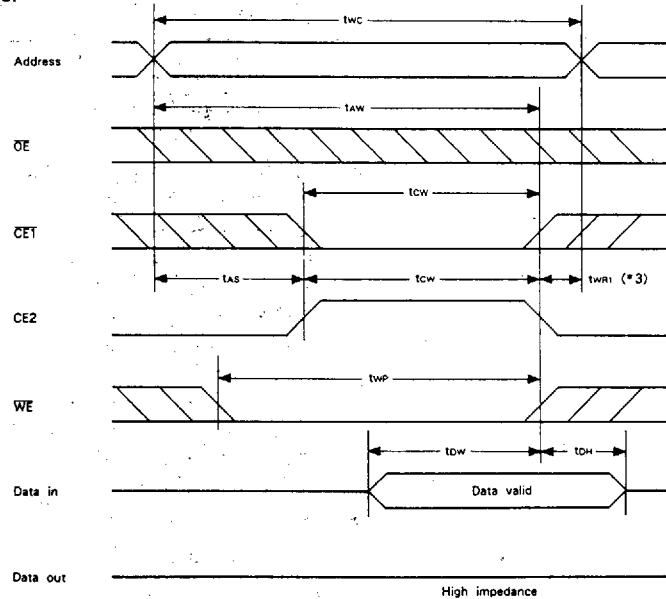 tWC
Address
tAW
OE
tCW
CE1
tAS
tCW
tWR1 (*3)
CE2
tWP
WE
tDW
tDH
Data in
Data valid
Data out
High impedance